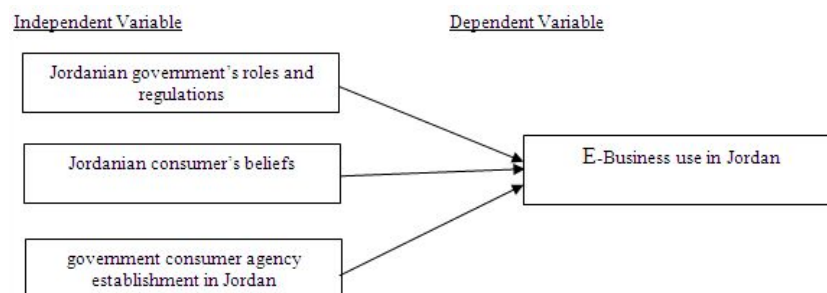 Independent Variable
Dependent Variable
Jordanian government's roles and
regulations
Jordanian consumer's beliefs
government consumer agency
establishment in Jordan
E-Business use in Jordan